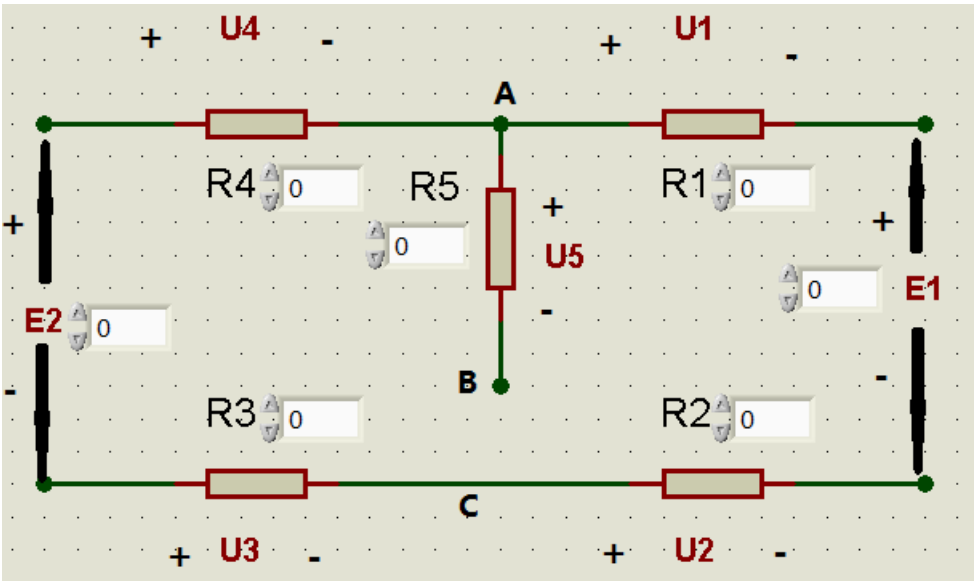 + U4 - + U1 -
A
R4 0 R5 R1 0
+ 0 + U5 - + 0 E1 -
+ E2 0 -
B
R3 0 R2 0
C
+ U3 - + U2 -